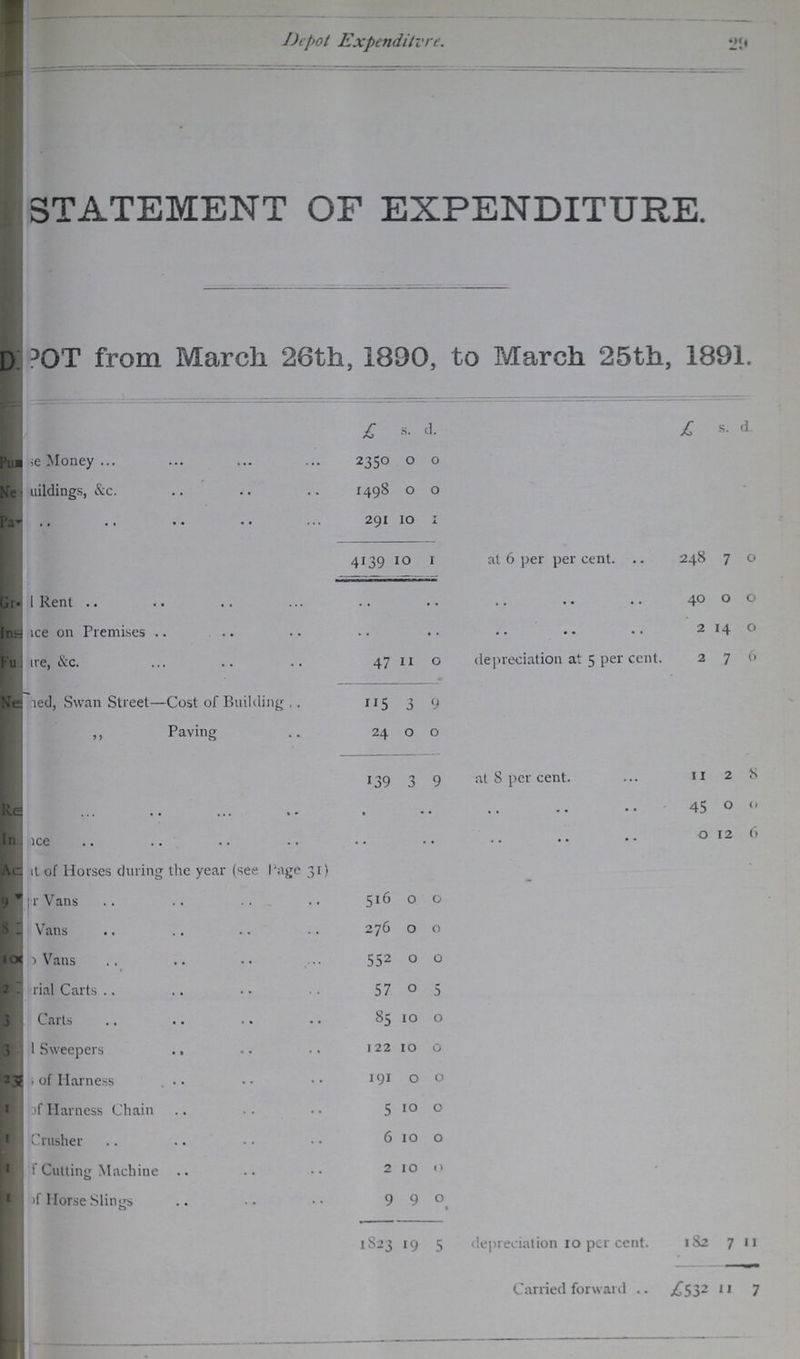 Depot Expenditvre. 29
STATEMENT OF EXPENDITURE.
POT from March 26th, 1890, to March 25th, 1891.
£ s. d. £ s. d
se Money ... ... ... ... 2350 0 0
uildings, &c. .. .. .. 1498 0 0
.. .. .. .. ... 291 10 1
4139 10 1 at 6 per per cent. .. 248 7 0
l Rent .. .. .. ... .. .. .. .. .. 40 0 0
ice on Premises .. .. .. .. .. .. .. .. 2 14 0
ire, &c. ... .. .. 47 11 0 depreciation at 5 per cent. 2 7 6
ied, Swan Street—Cost of Building .. 115 3 9
,, Paving .. 24 0 0
139 3 9 at 8 per cent. ... 11 2 8
... .. ... .. . .. .. .. .. 45 0 0
ice .. .. .. .. .. .. .. .. .. 0 12 6
it of Horses during the year (see Page 31)
r Vans .. .. .. .. 516 0 0
Vans .. .. .. .. 276 0 0
Vans .. .. .. ... 552 0 0
rial Carts .. .. .. .. 57 0 5
3 Carts .. .. .. .. 85 10 0
3 l Sweepers .. .. .. 122 10 0
of Harness .. .. .. 191 0 0
1 of Harness Chain .. .. .. 5 10 0
1 Crusher .. .. .. .. 6 10 0
1 f Cutting Machine .. .. .. 2 10 0
1 of Horse Slings .. .. .. 9 9 0
1823 19 5 depreciation 10 per cent. 182 7 11
Carried forward .. £532 11 7